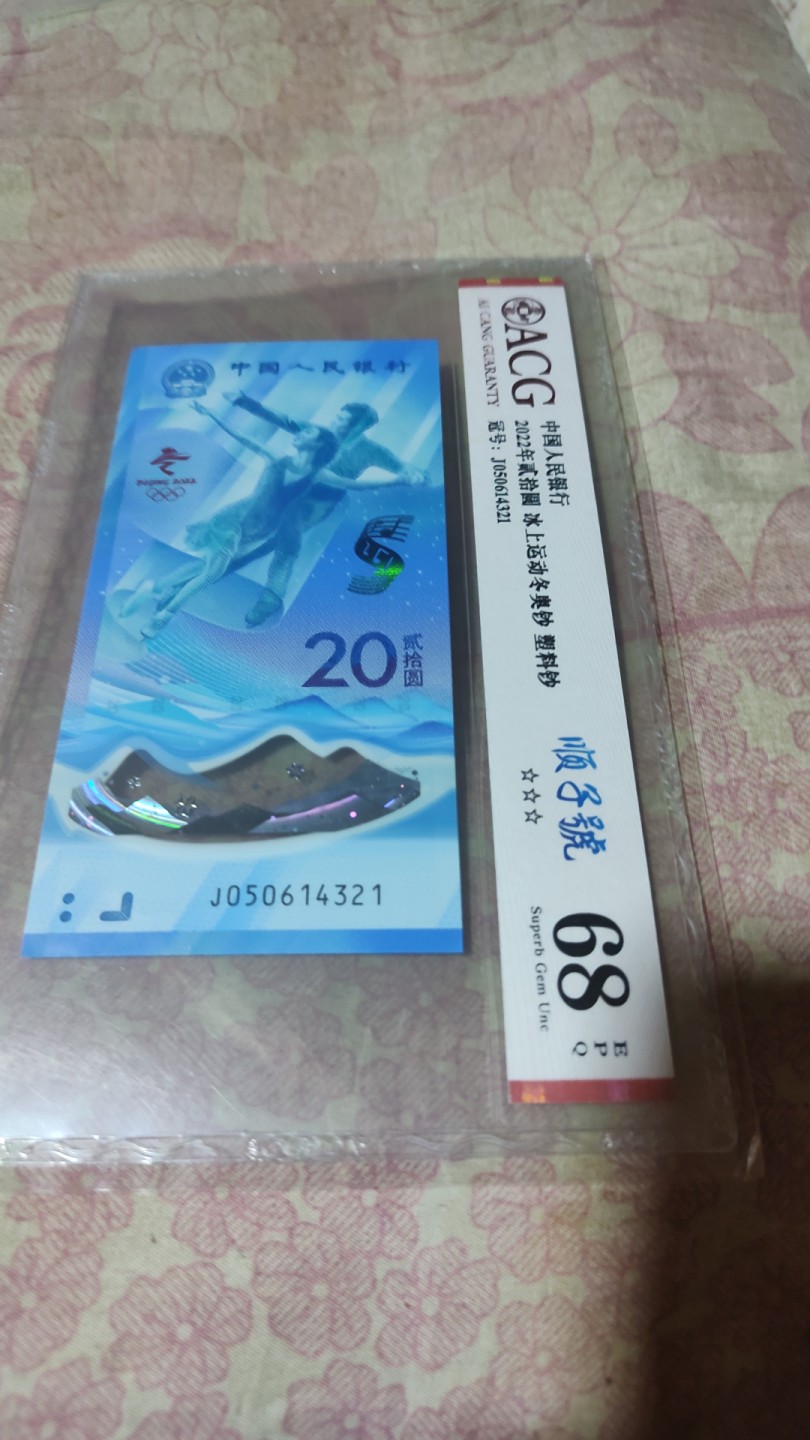 中国人民银行
BEIJING 2022
20
贰拾圆
J050614321
ACG
AI CANG GUARANTY
中国人民银行
2022年贰拾圆 冰上运动冬奥钞 塑料钞
冠号：J050614321
順子號
☆☆☆
68
Superb Gem Unc
E
P
Q